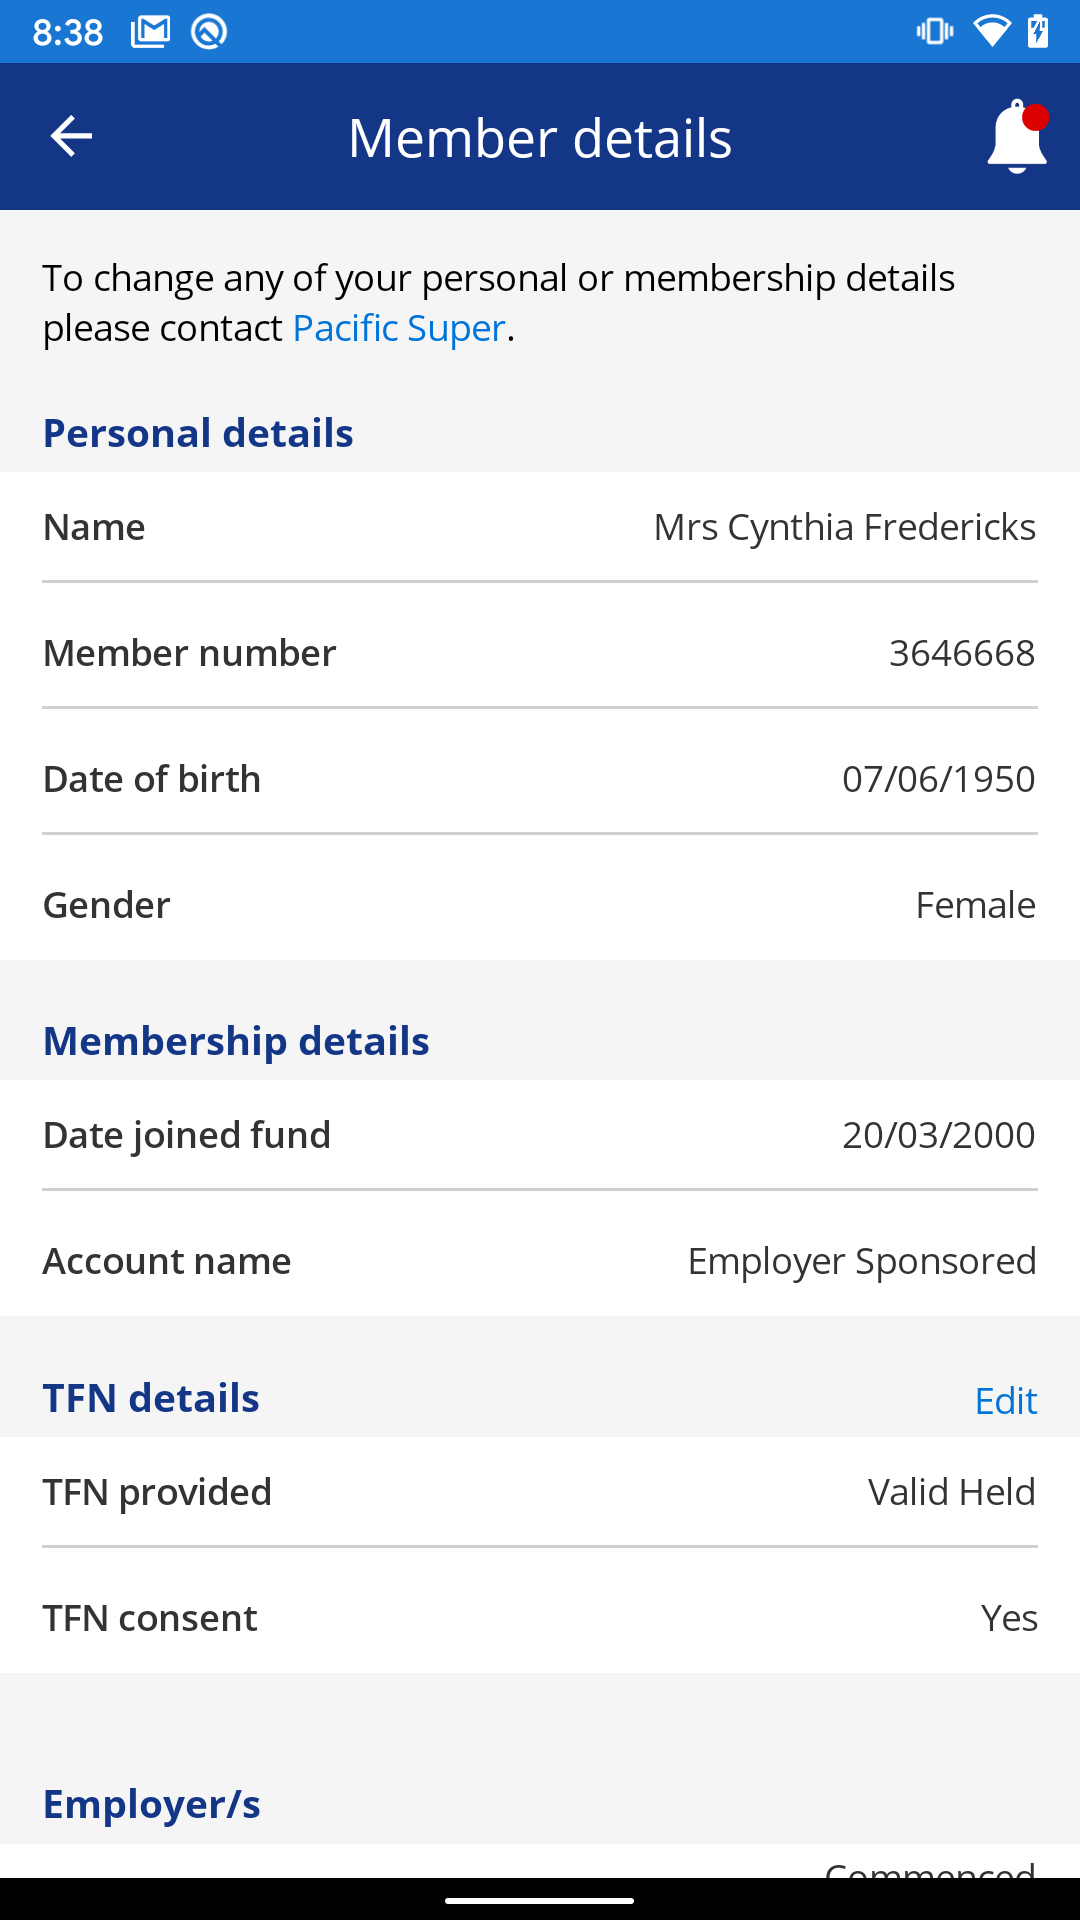 8:38
Member details
To change any of your personal or membership details
please contact Pacific Super.
Personal details
Name Mrs Cynthia Fredericks
Member number 3646668
Date of birth 07/06/1950
Gender Female
Membership details
Date joined fund 20/03/2000
Account name Employer Sponsored
TFN details Edit
TFN provided Valid Held
TFN consent Yes
Employer/s
Commenced